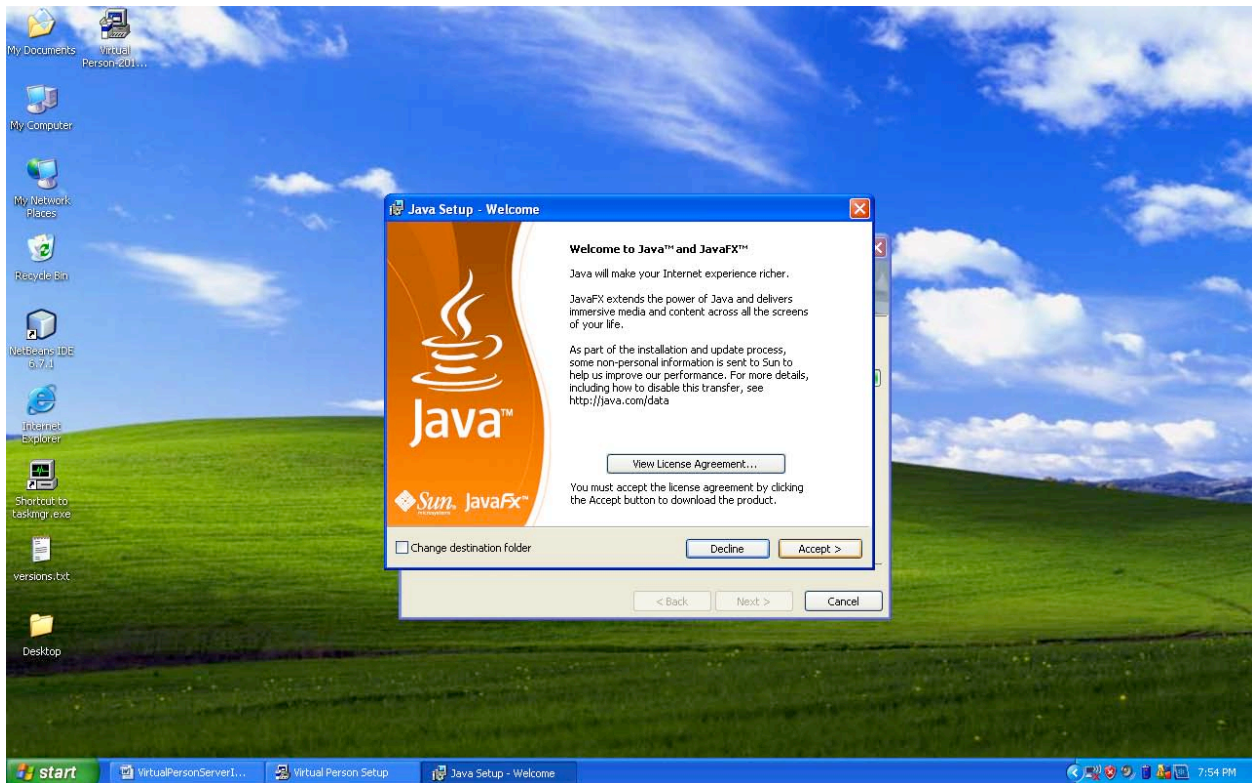 My Documents
Virtual
Person-201...
My Computer
My Network
Places
Recycle Bin
NetBeans IDE
6.7.1
Internet
Explorer
Shortcut to
taskmgr.exe
versions.txt
Desktop
Java Setup - Welcome
Welcome to Java™ and JavaFX™
Java will make your Internet experience richer.
JavaFX extends the power of Java and delivers
immersive media and content across all the screens
of your life.
As part of the installation and update process,
some non-personal information is sent to Sun to
help us improve our performance. For more details,
including how to disable this transfer, see
http://java.com/data
Java™
View License Agreement...
You must accept the license agreement by clicking
the Accept button to download the product.
Sun JavaFX™
Change destination folder
Decline
Accept >
< Back
Next >
Cancel
start
VirtualPersonServerI...
Virtual Person Setup
Java Setup - Welcome
7:54 PM